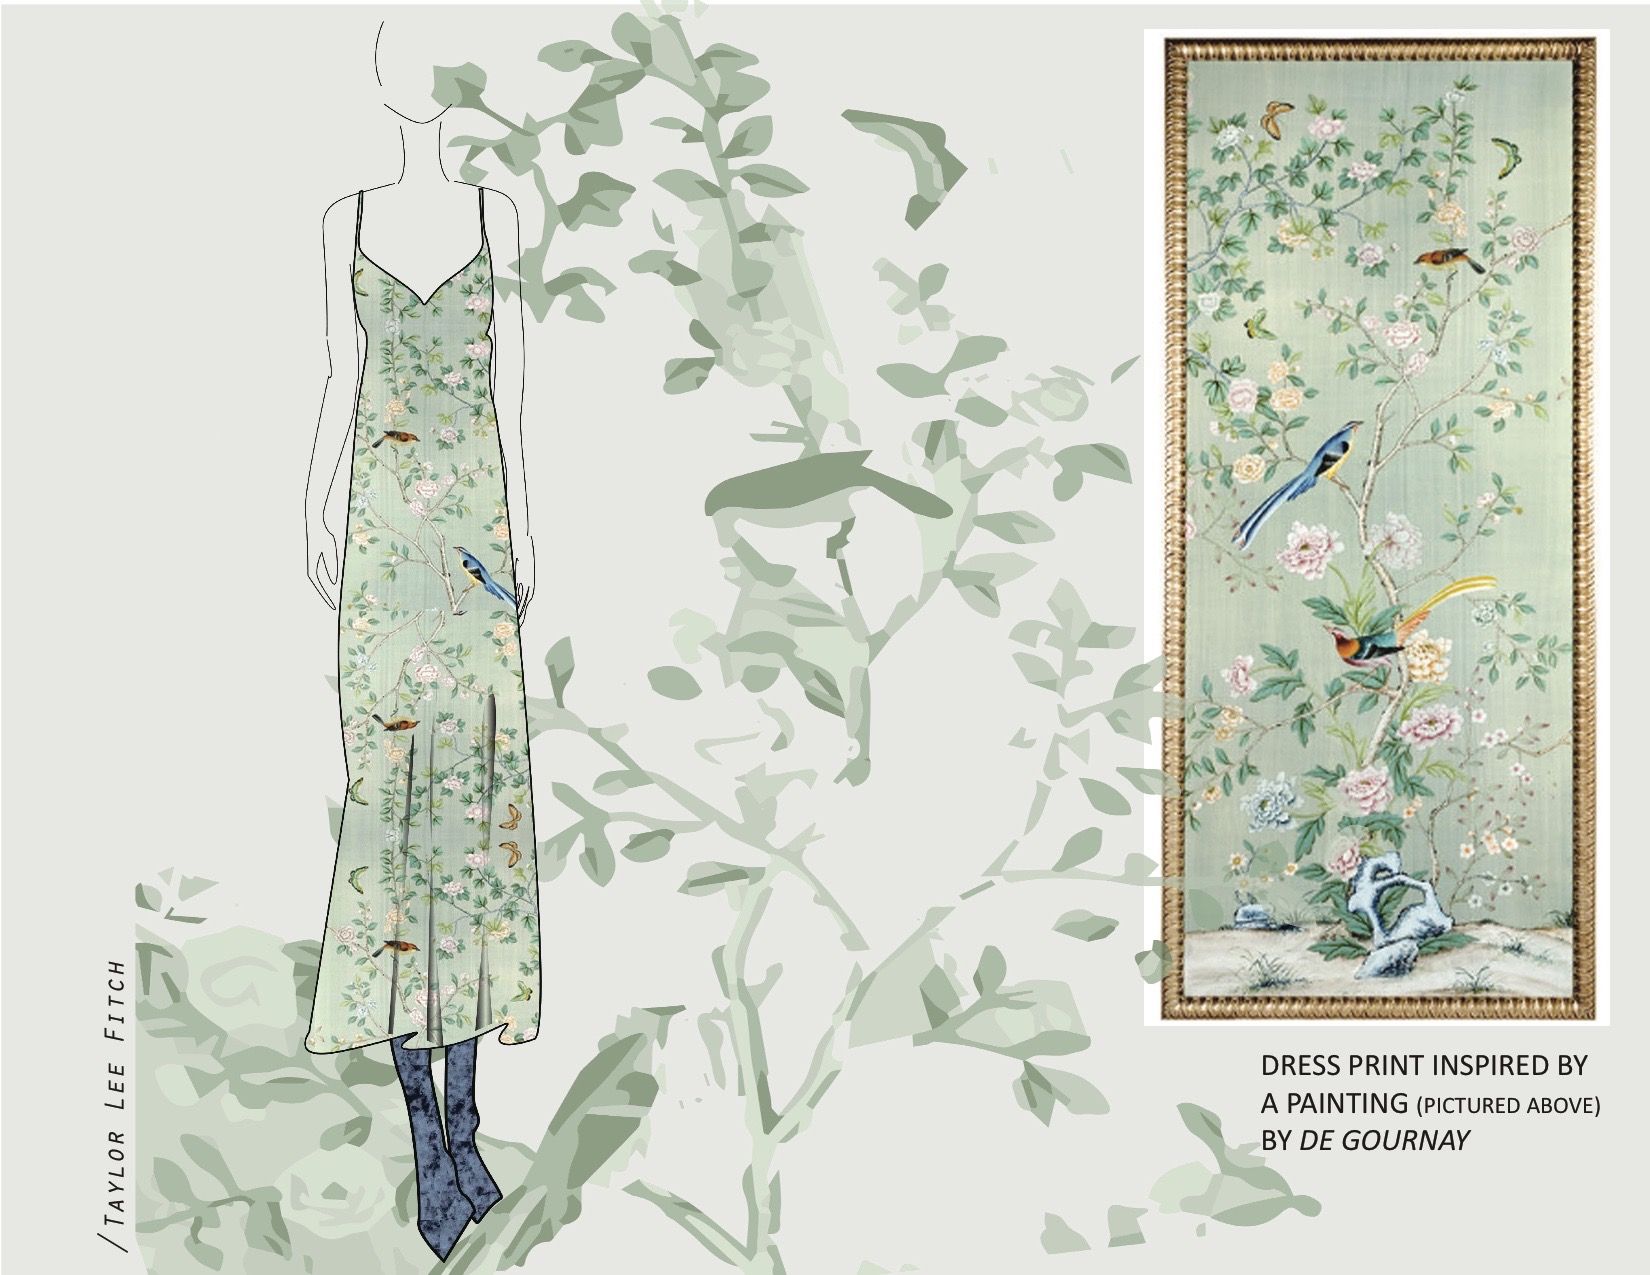 /TAYLOR LEE FITCH
DRESS PRINT INSPIRED BY
A PAINTING (PICTURED ABOVE)
BY DE GOURNAY